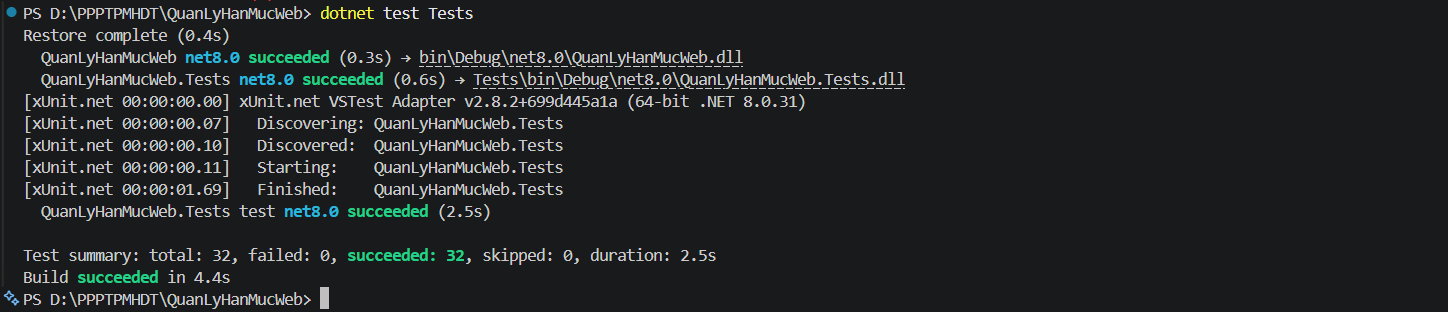 PS D:\PPPTPMHDT\QuanLyHanMucWeb> dotnet test Tests
Restore complete (0.4s)
  QuanLyHanMucWeb net8.0 succeeded (0.3s) → bin\Debug\net8.0\QuanLyHanMucWeb.dll
  QuanLyHanMucWeb.Tests net8.0 succeeded (0.6s) → Tests\bin\Debug\net8.0\QuanLyHanMucWeb.Tests.dll
[xUnit.net 00:00:00.00] xUnit.net VSTest Adapter v2.8.2+699d445a1a (64-bit .NET 8.0.31)
[xUnit.net 00:00:00.07]   Discovering: QuanLyHanMucWeb.Tests
[xUnit.net 00:00:00.10]   Discovered:  QuanLyHanMucWeb.Tests
[xUnit.net 00:00:00.11]   Starting:    QuanLyHanMucWeb.Tests
[xUnit.net 00:00:01.69]   Finished:    QuanLyHanMucWeb.Tests
  QuanLyHanMucWeb.Tests test net8.0 succeeded (2.5s)
Test summary: total: 32, failed: 0, succeeded: 32, skipped: 0, duration: 2.5s
Build succeeded in 4.4s
PS D:\PPPTPMHDT\QuanLyHanMucWeb>